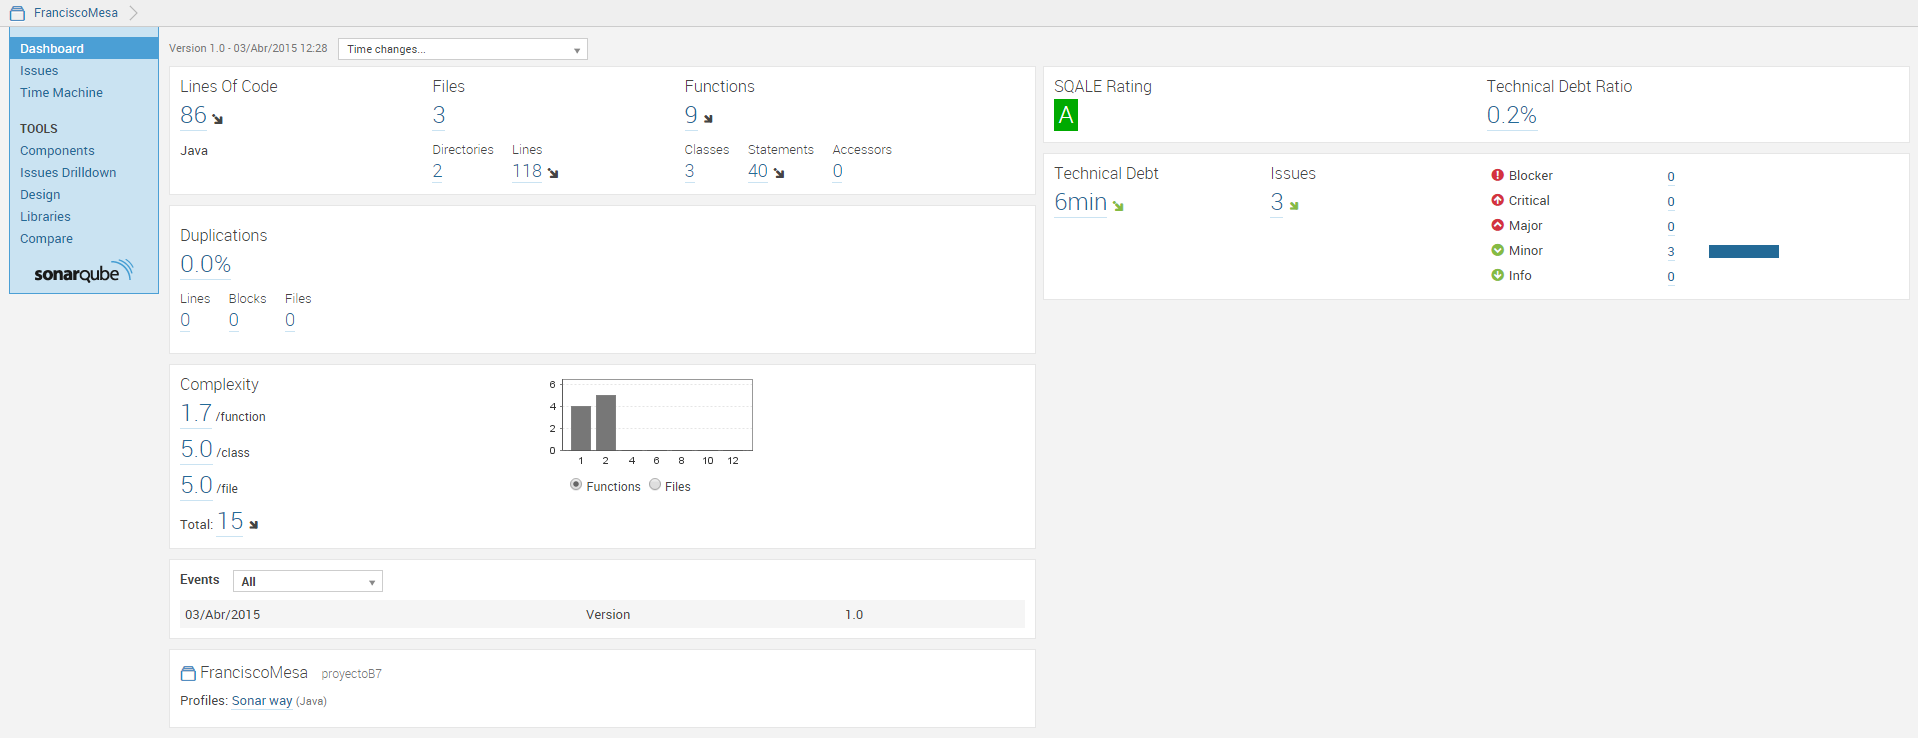 FranciscoMesa
Dashboard
Issues
Time Machine
TOOLS
Components
Issues Drilldown
Design
Libraries
Compare
sonarqube
Version 1.0 - 03/Abr/2015 12:28
Time changes...
Lines Of Code
86
Java
Files
3
Directories Lines
2 118
Functions
9
Classes Statements Accessors
3 40 0
Duplications
0.0%
Lines Blocks Files
0 0 0
Complexity
1.7 /function
5.0 /class
5.0 /file
Total: 15
6
4
2
0
1 2 4 6 8 10 12
Functions Files
Events All
03/Abr/2015 Version 1.0
FranciscoMesa proyectoB7
Profiles: Sonar way (Java)
SQALE Rating
A
Technical Debt Ratio
0.2%
Technical Debt
6min
Issues
3
Blocker 0
Critical 0
Major 0
Minor 3
Info 0